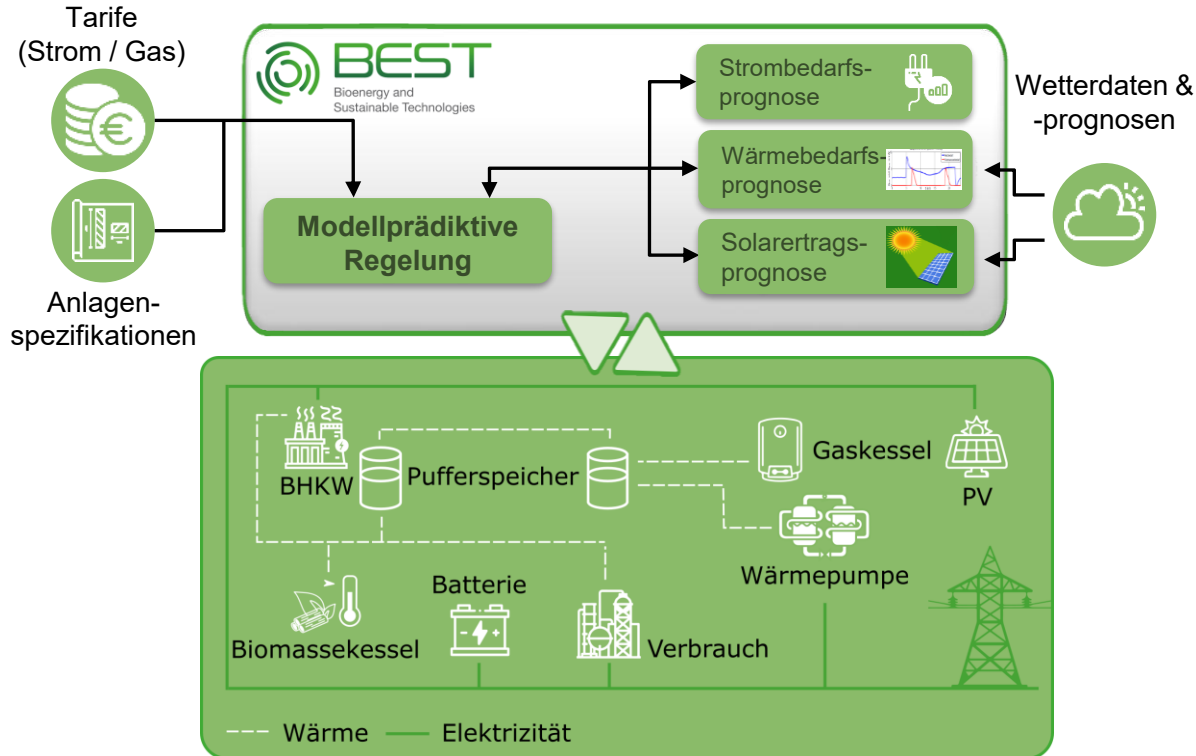 Tarife
(Strom / Gas)
BEST
Bioenergy and
Sustainable Technologies
Strombedarfs-
prognose
Wärmebedarfs-
prognose
Solarertrags-
prognose
Wetterdaten &
-prognosen
Modellprädiktive
Regelung
Anlagen-
spezifikationen
BHKW
Pufferspeicher
Gaskessel
PV
Wärmepumpe
Batterie
Biomassekessel
Verbrauch
Wärme
Elektrizität